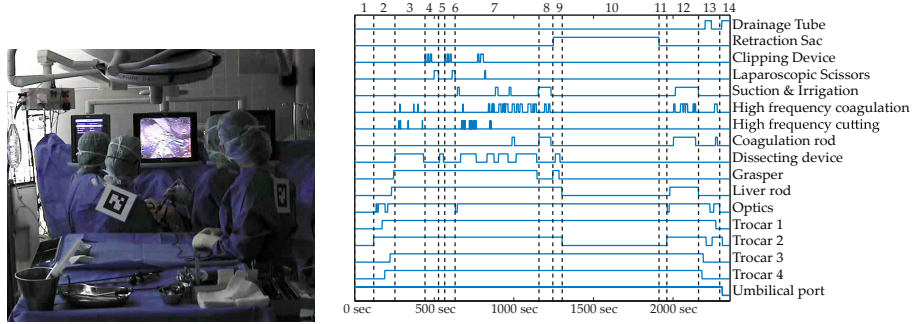 1 2 3 4 5 6 7 8 9 10 11 12 13 14
Drainage Tube
Retraction Sac
Clipping Device
Laparoscopic Scissors
Suction & Irrigation
High frequency coagulation
High frequency cutting
Coagulation rod
Dissecting device
Grasper
Liver rod
Optics
Trocar 1
Trocar 2
Trocar 3
Trocar 4
Umbilical port
0 sec 500 sec 1000 sec 1500 sec 2000 sec